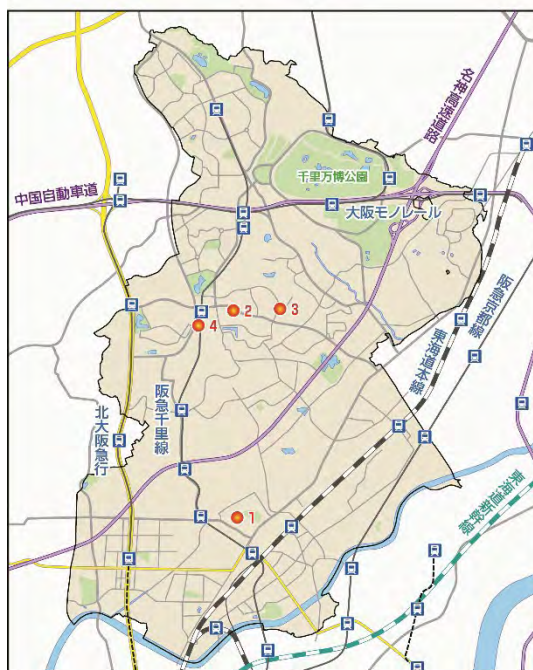 名神高速道路
千里万博公園
中国自動車道
大阪モノレール
阪急京都線
2
3
4
東海道本線
阪急千里線
北大阪急行
東海道新幹線
1